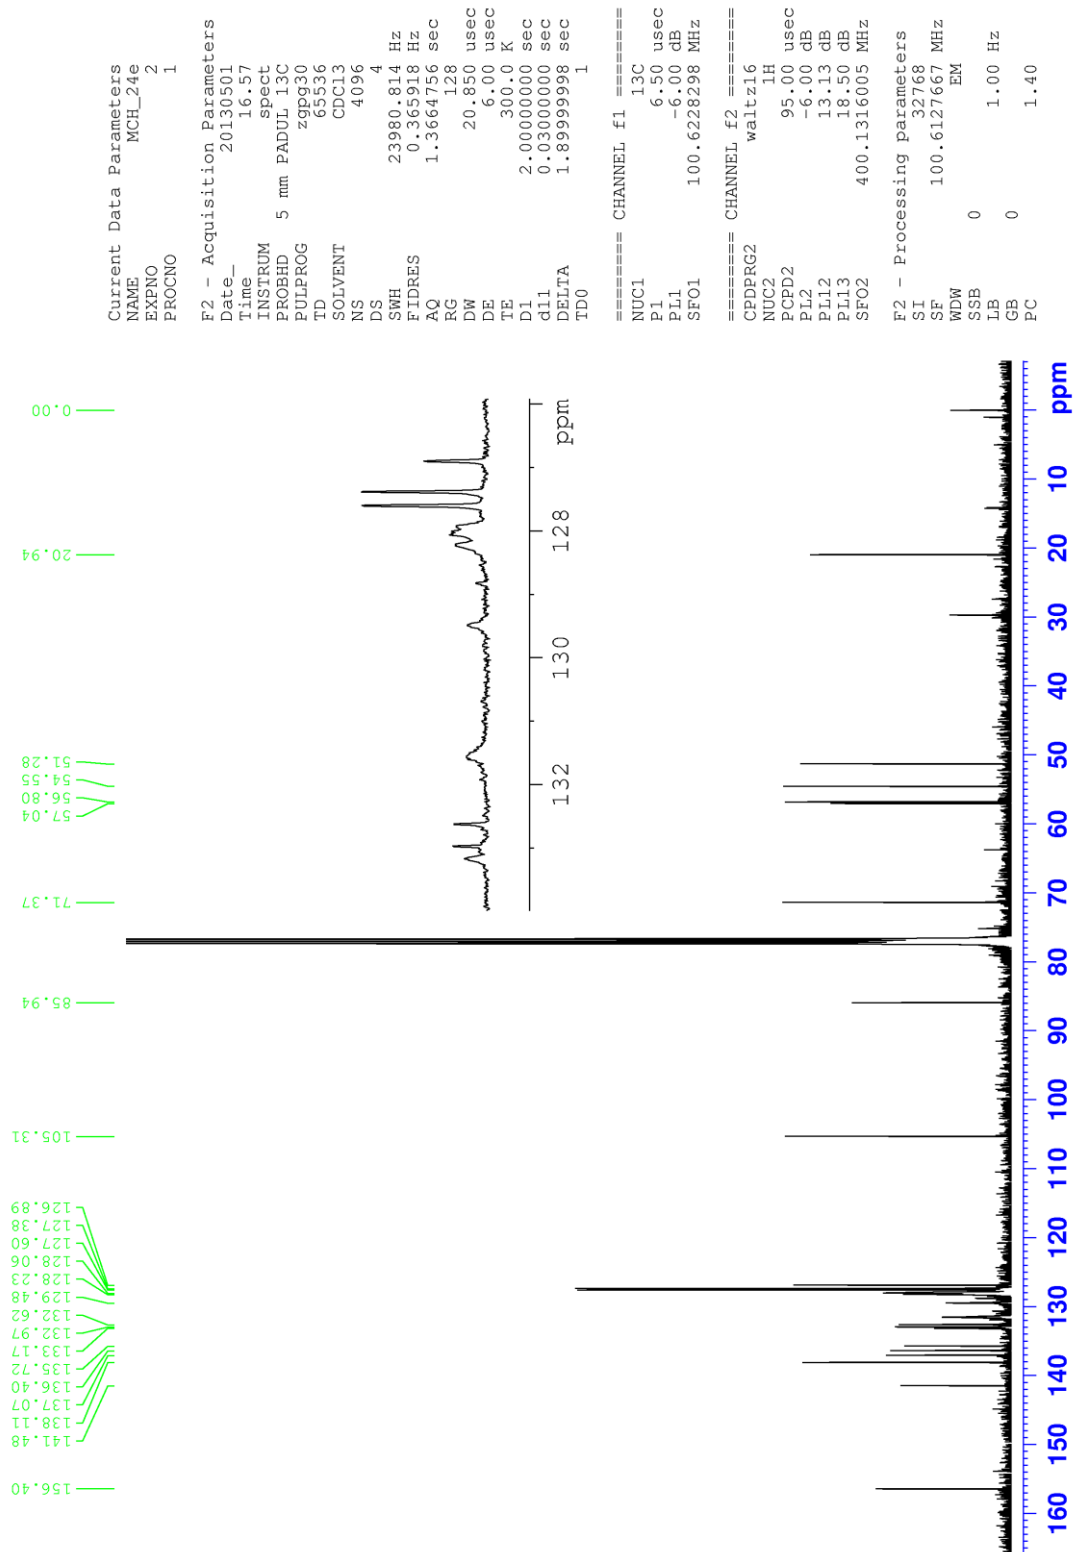 Current Data Parameters
NAME MCH_24e
EXPNO 2
PROCNO 1
F2 - Acquisition Parameters
Date_ 20130501
Time 16.57
INSTRUM spect
PROBHD 5 mm PADUL 13C
PULPROG zgpg30
TD 65536
SOLVENT CDCl3
NS 4096
DS 4
SWH 23980.814 Hz
FIDRES 0.365918 Hz
AQ 1.3664756 sec
RG 128
DW 20.850 usec
DE 6.00 usec
TE 300.0 K
D1 2.00000000 sec
d11 0.03000000 sec
DELTA 1.89999998 sec
TD0 1
======== CHANNEL f1 ========
NUC1 13C
P1 6.50 usec
PL1 -6.00 dB
SFO1 100.6228298 MHz
======== CHANNEL f2 ========
CPDPRG2 waltz16
NUC2 1H
PCPD2 95.00 usec
PL2 -6.00 dB
PL12 13.13 dB
PL13 18.50 dB
SFO2 400.1316005 MHz
F2 - Processing parameters
SI 32768
SF 100.6127667 MHz
WDW EM
SSB 0
LB 1.00 Hz
GB 0
PC 1.40
156.40
141.48
138.11
137.07
136.40
135.72
133.17
132.97
132.62
129.48
128.23
128.06
127.60
127.38
126.89
105.31
85.94
71.37
57.04
56.80
54.55
51.28
20.94
0.00
132 130 128 ppm
160 150 140 130 120 110 100 90 80 70 60 50 40 30 20 10 ppm